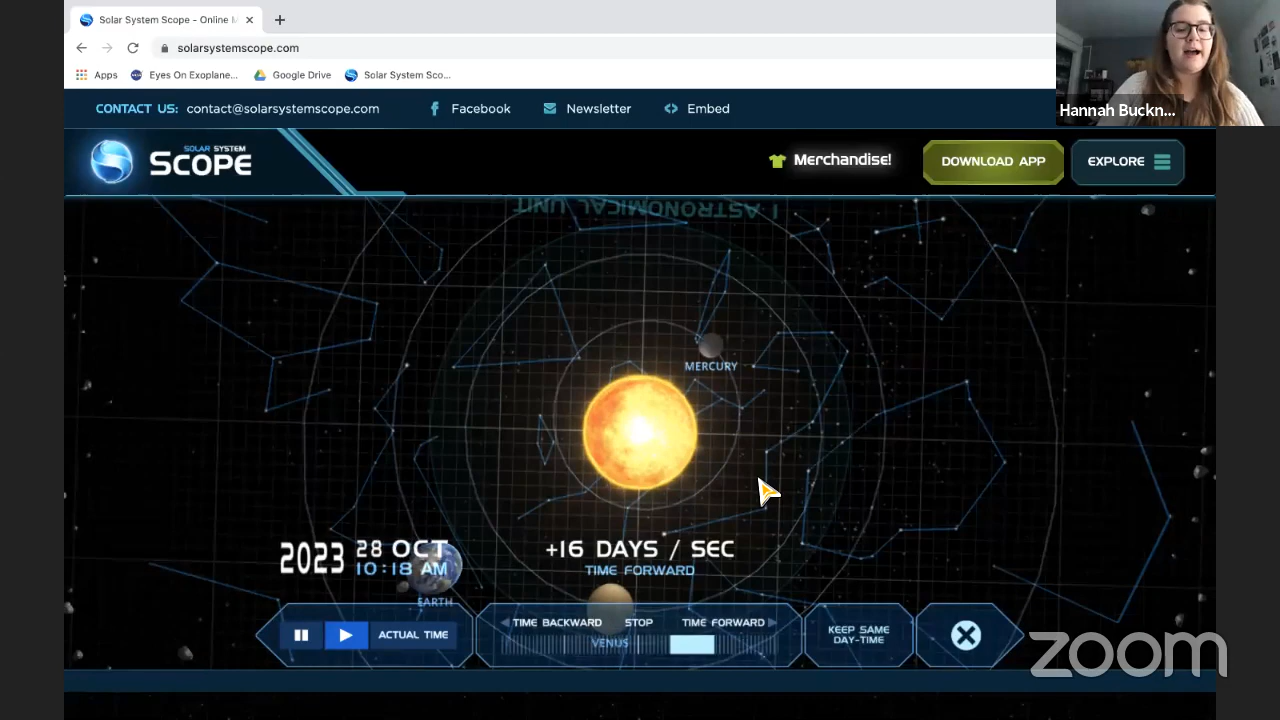 Solar System Scope - Online M
solarsystemscope.com
Apps
Eyes On Exoplane...
Google Drive
Solar System Sco...
CONTACT US: contact@solarsystemscope.com
Facebook
Newsletter
Embed
Hannah Buckn...
SOLAR SYSTEM
SCOPE
Merchandise!
DOWNLOAD APP
EXPLORE
1 ASTRONOMICAL UNIT
MERCURY
2023 28 OCT
10:18 AM
+16 DAYS / SEC
TIME FORWARD
EARTH
ACTUAL TIME
TIME BACKWARD
STOP
TIME FORWARD
VENUS
KEEP SAME
DAY-TIME
zoom